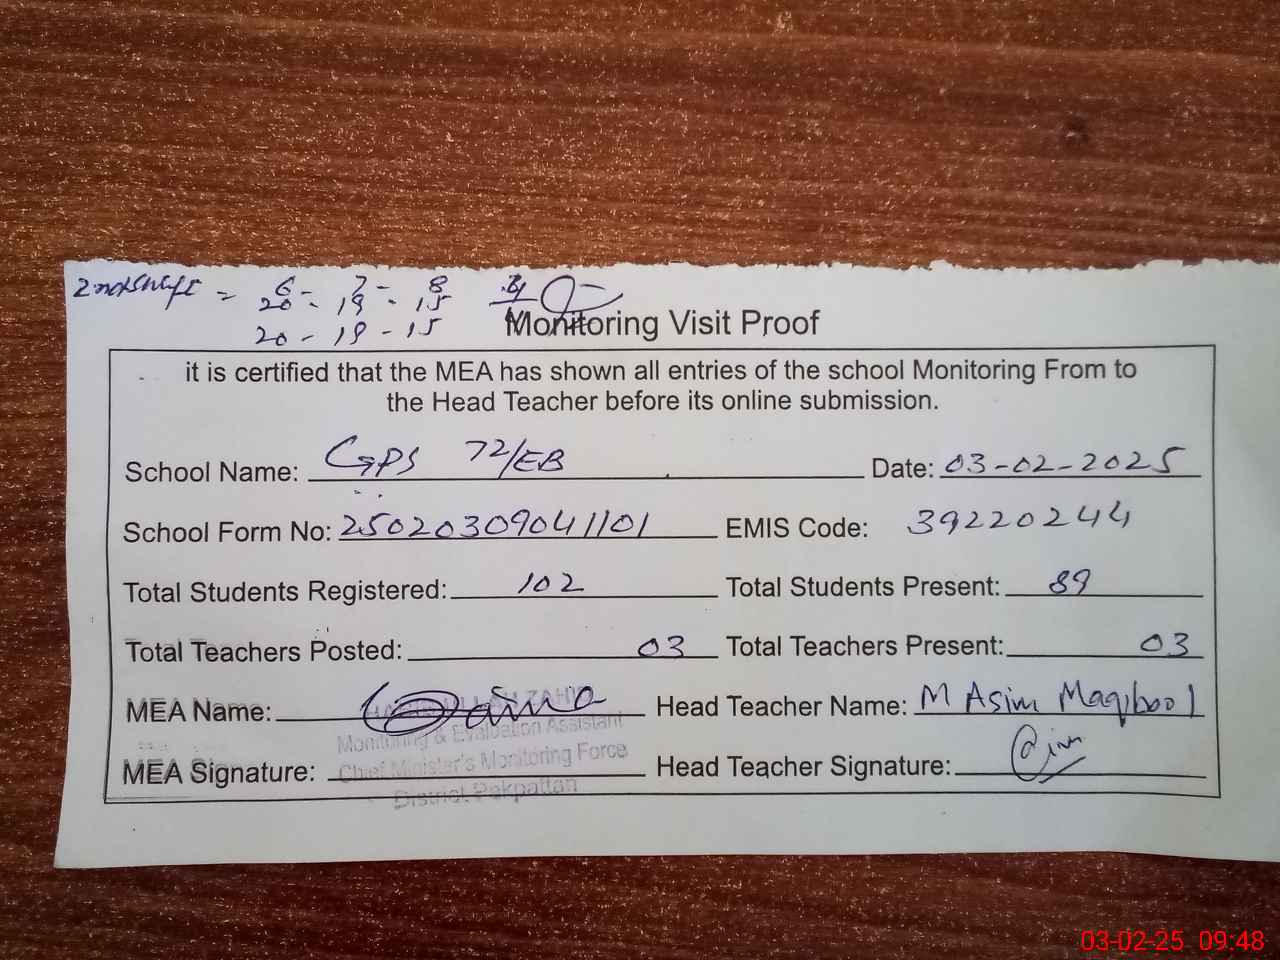 2nd shift = 6 - 7 - 8
20 - 19 - 15
20 - 19 - 15
Monitoring Visit Proof
it is certified that the MEA has shown all entries of the school Monitoring From to
the Head Teacher before its online submission.
School Name: GPS 72/EB Date: 03-02-2025
School Form No: 25020309041101 EMIS Code: 39220244
Total Students Registered: 102 Total Students Present: 89
Total Teachers Posted: 03 Total Teachers Present: 03
MEA Name: Head Teacher Name: M Asim Maqbool
Monitoring & Evaluation Assistant
MEA Signature: Head Teacher Signature: Asim
Chief Minister's Monitoring Force
District Pakpattan
03-02-25 09:48